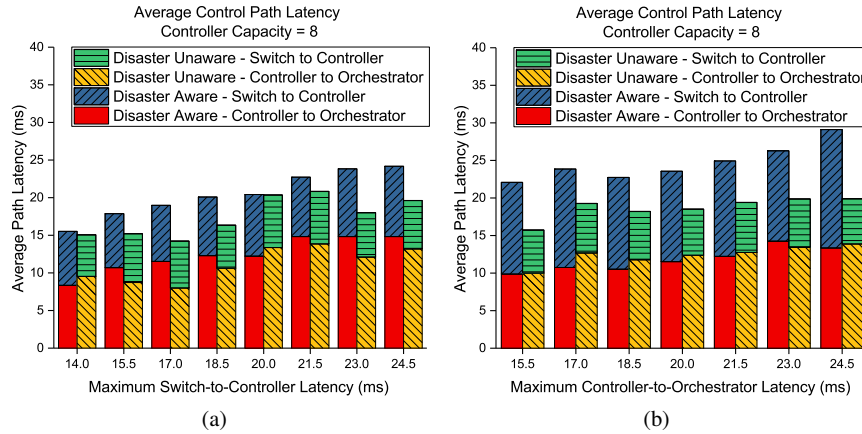 Average Control Path Latency
Controller Capacity = 8
Disaster Unaware - Switch to Controller
Disaster Unaware - Controller to Orchestrator
Disaster Aware - Switch to Controller
Disaster Aware - Controller to Orchestrator
Average Path Latency (ms)
40
35
30
25
20
15
10
5
0
14.0 15.5 17.0 18.5 20.0 21.5 23.0 24.5
Maximum Switch-to-Controller Latency (ms)
(a)
Average Control Path Latency
Controller Capacity = 8
Disaster Unaware - Switch to Controller
Disaster Unaware - Controller to Orchestrator
Disaster Aware - Switch to Controller
Disaster Aware - Controller to Orchestrator
Average Path Latency (ms)
40
35
30
25
20
15
10
5
0
15.5 17.0 18.5 20.0 21.5 23.0 24.5
Maximum Controller-to-Orchestrator Latency (ms)
(b)